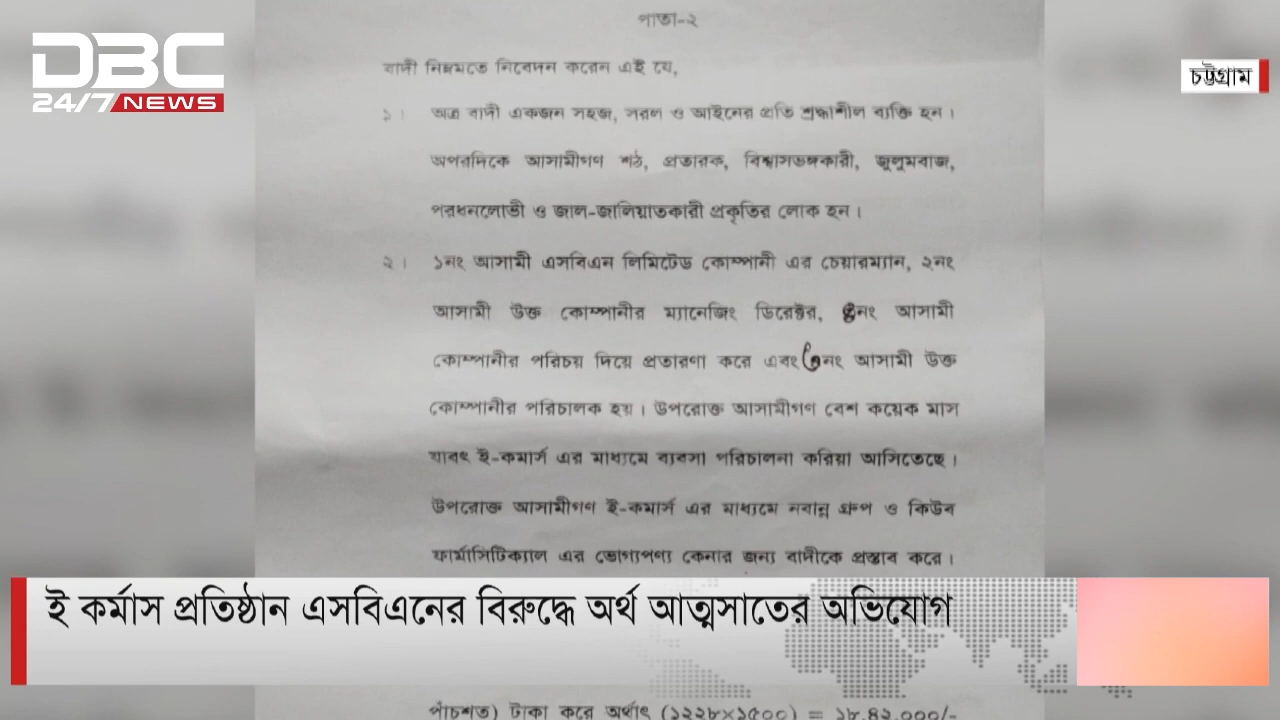 DBC
24/7 NEWS
চট্টগ্রাম
পাতা-২
বাদী নিম্নমতে নিবেদন করেন এই যে,
১। অত্র বাদী একজন সহজ, সরল ও আইনের প্রতি শ্রদ্ধাশীল ব্যক্তি হন।
অপরদিকে আসামীগণ শঠ, প্রতারক, বিশ্বাসভঙ্গকারী, জুলুমবাজ,
পরধনলোভী ও জাল-জালিয়াতকারী প্রকৃতির লোক হন।
২। ১নং আসামী এসবিএন লিমিটেড কোম্পানী এর চেয়ারম্যান, ২নং
আসামী উক্ত কোম্পানীর ম্যানেজিং ডিরেক্টর, ৪নং আসামী
কোম্পানীর পরিচয় দিয়ে প্রতারণা করে এবং ৩নং আসামী উক্ত
কোম্পানীর পরিচালক হয়। উপরোক্ত আসামীগণ বেশ কয়েক মাস
যাবৎ ই-কমার্স এর মাধ্যমে ব্যবসা পরিচালনা করিয়া আসিতেছে।
উপরোক্ত আসামীগণ ই-কমার্স এর মাধ্যমে নবান্ন গ্রুপ ও কিউব
ফার্মাসিটিক্যাল এর ভোগ্যপণ্য কেনার জন্য বাদীকে প্রস্তাব করে।
ই কর্মাস প্রতিষ্ঠান এসবিএনের বিরুদ্ধে অর্থ আত্মসাতের অভিযোগ
পাঁচশত) টাকা করে অর্থাৎ (১২২৮×১৫০০) = ১৮,৪২,০০০/-